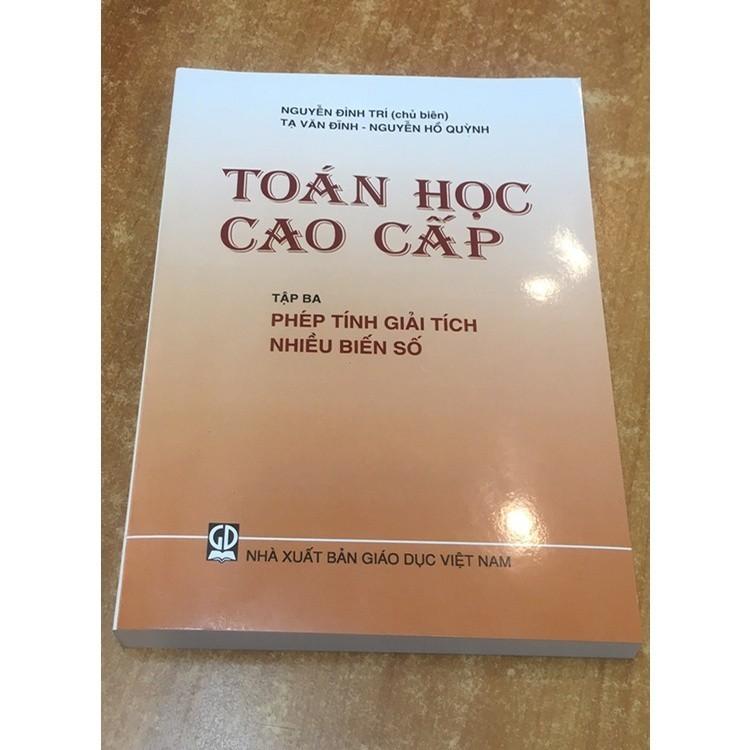 NGUYỄN ĐÌNH TRÍ (chủ biên)
TẠ VĂN ĐĨNH - NGUYỄN HỒ QUỲNH
TOÁN HỌC
CAO CẤP
TẬP BA
PHÉP TÍNH GIẢI TÍCH
NHIỀU BIẾN SỐ
GD
NHÀ XUẤT BẢN GIÁO DỤC VIỆT NAM